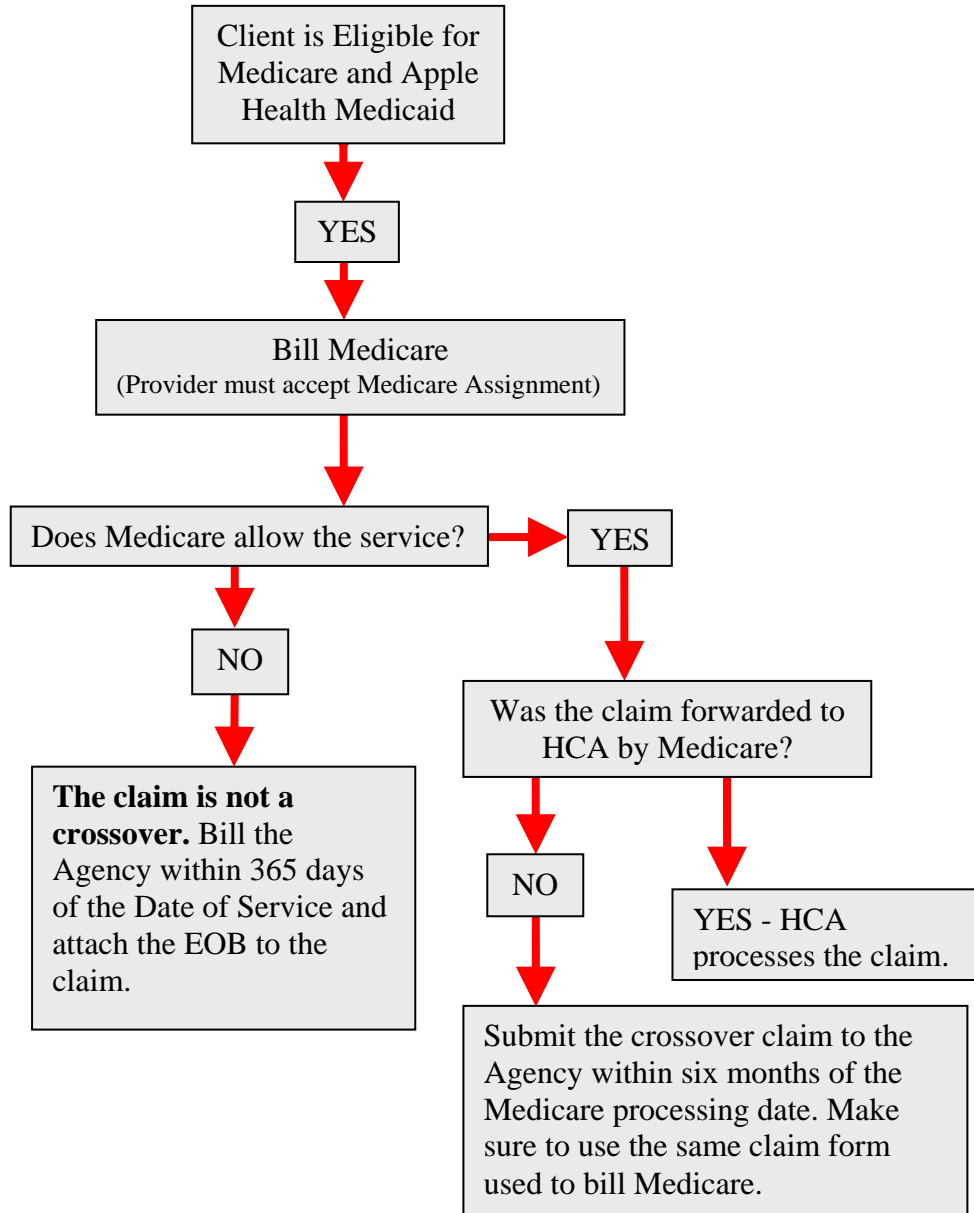 Client is Eligible for
Medicare and Apple
Health Medicaid
YES
Bill Medicare
(Provider must accept Medicare Assignment)
Does Medicare allow the service?
YES
NO
Was the claim forwarded to
HCA by Medicare?
The claim is not a
crossover. Bill the
Agency within 365 days
of the Date of Service and
attach the EOB to the
claim.
NO
YES - HCA
processes the claim.
Submit the crossover claim to the
Agency within six months of the
Medicare processing date. Make
sure to use the same claim form
used to bill Medicare.